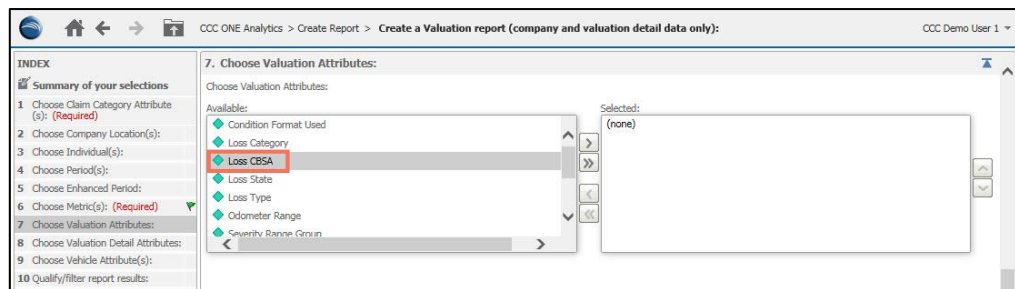 CCC ONE Analytics > Create Report > Create a Valuation report (company and valuation detail data only):
CCC Demo User 1
INDEX
Summary of your selections
1 Choose Claim Category Attribute
(s): (Required)
2 Choose Company Location(s):
3 Choose Individual(s):
4 Choose Period(s):
5 Choose Enhanced Period:
6 Choose Metric(s): (Required)
7 Choose Valuation Attributes:
8 Choose Valuation Detail Attributes:
9 Choose Vehicle Attribute(s):
10 Qualify/filter report results:
7. Choose Valuation Attributes:
Choose Valuation Attributes:
Available:
Condition Format Used
Loss Category
Loss CBSA
Loss State
Loss Type
Odometer Range
Severity Range Group
Selected:
(none)